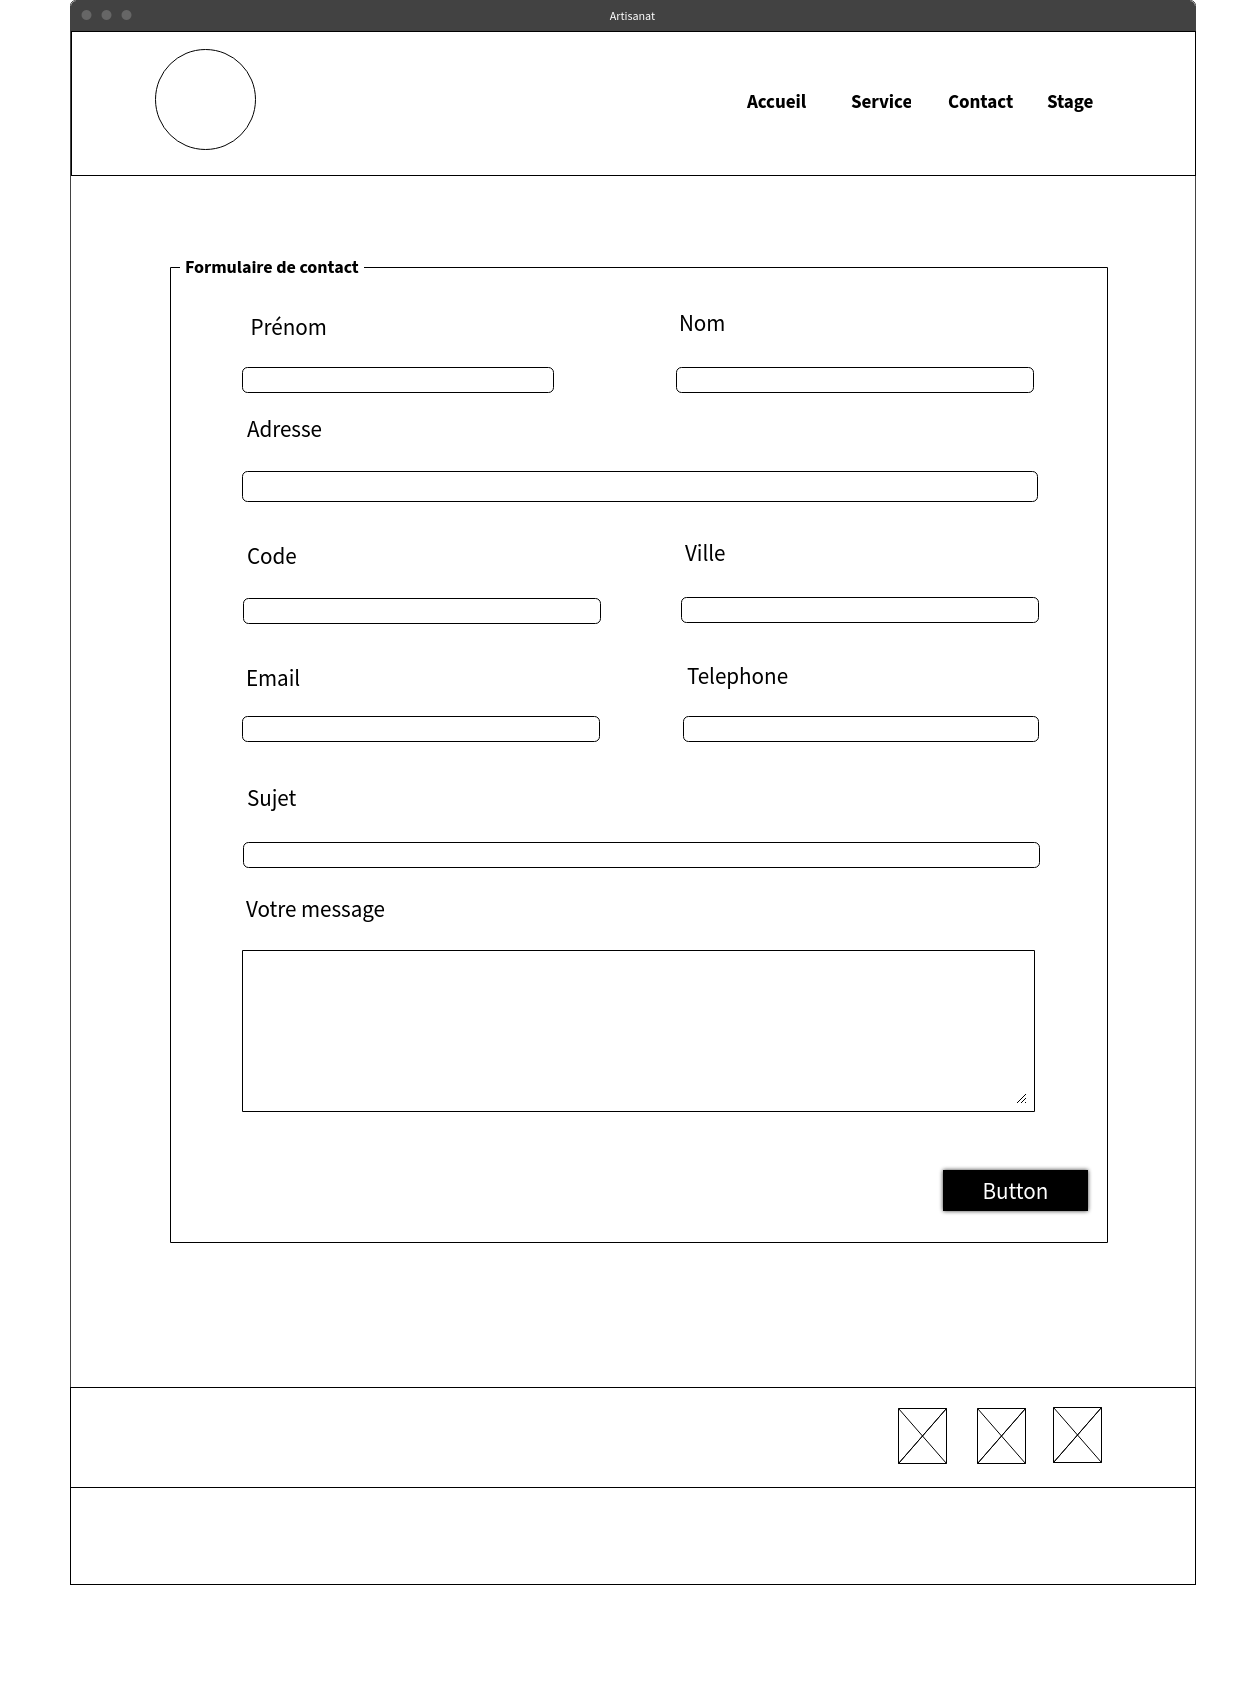 Artisanat
Accueil Service Contact Stage
Formulaire de contact
Prénom Nom
Adresse
Code Ville
Email Telephone
Sujet
Votre message
Button